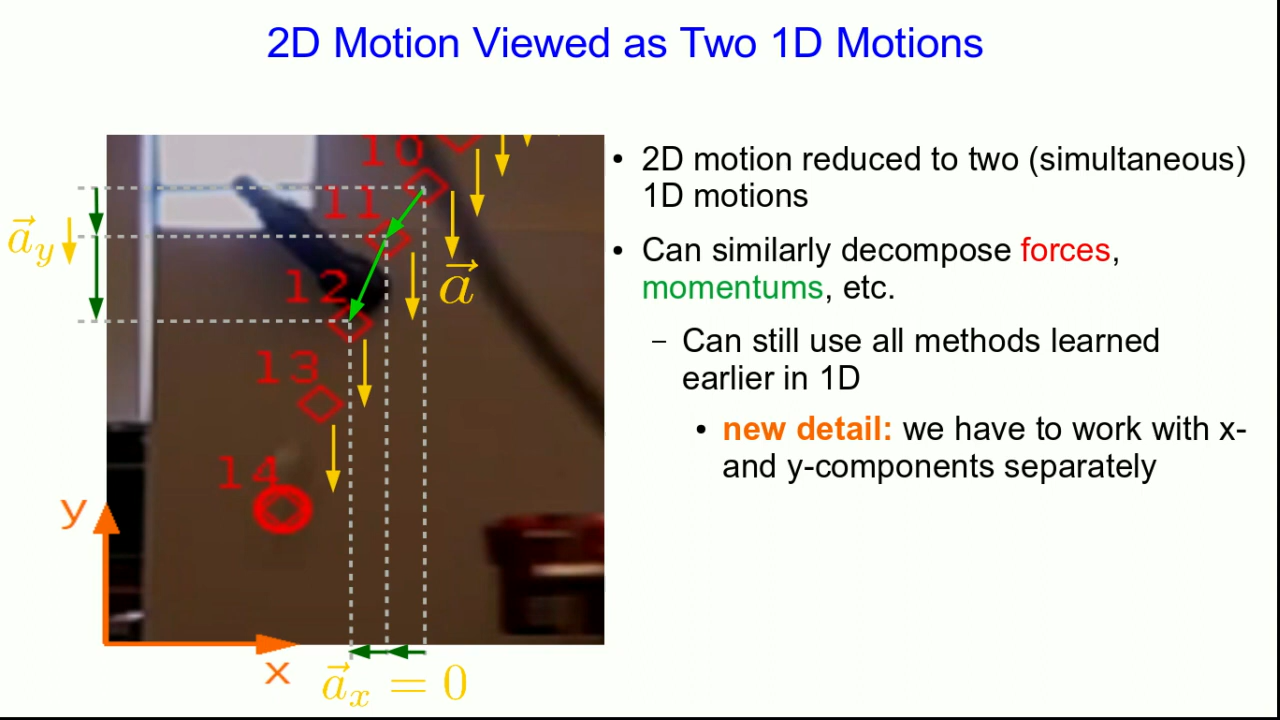 2D Motion Viewed as Two 1D Motions
10
11
12
13
14
a⃗y
a⃗
y
x
a⃗x = 0
• 2D motion reduced to two (simultaneous)
1D motions
• Can similarly decompose forces,
momentums, etc.
– Can still use all methods learned
earlier in 1D
• new detail: we have to work with x-
and y-components separately